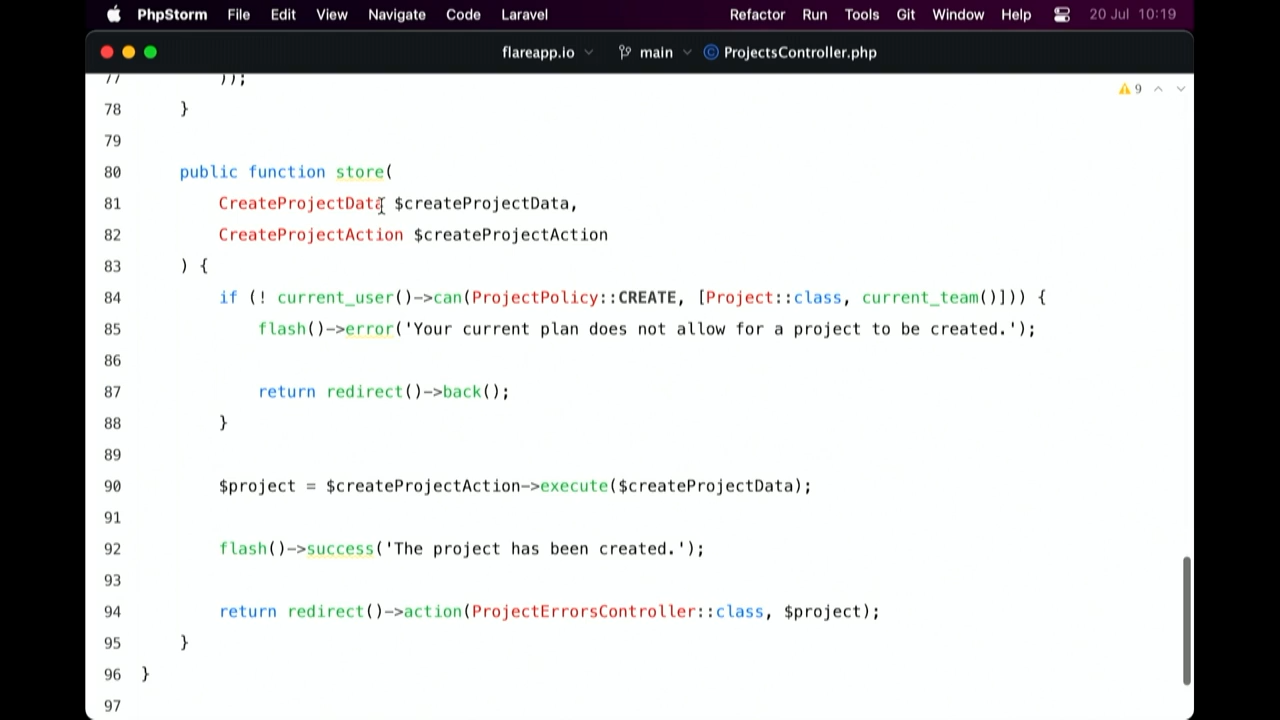 PhpStorm File Edit View Navigate Code Laravel Refactor Run Tools Git Window Help 20 Jul 10:19
flareapp.io main ProjectsController.php
77 ));
9
78 }
79
80 public function store(
81 CreateProjectData $createProjectData,
82 CreateProjectAction $createProjectAction
83 ) {
84 if (! current_user()->can(ProjectPolicy::CREATE, [Project::class, current_team()])) {
85 flash()->error('Your current plan does not allow for a project to be created.');
86
87 return redirect()->back();
88 }
89
90 $project = $createProjectAction->execute($createProjectData);
91
92 flash()->success('The project has been created.');
93
94 return redirect()->action(ProjectErrorsController::class, $project);
95 }
96 }
97